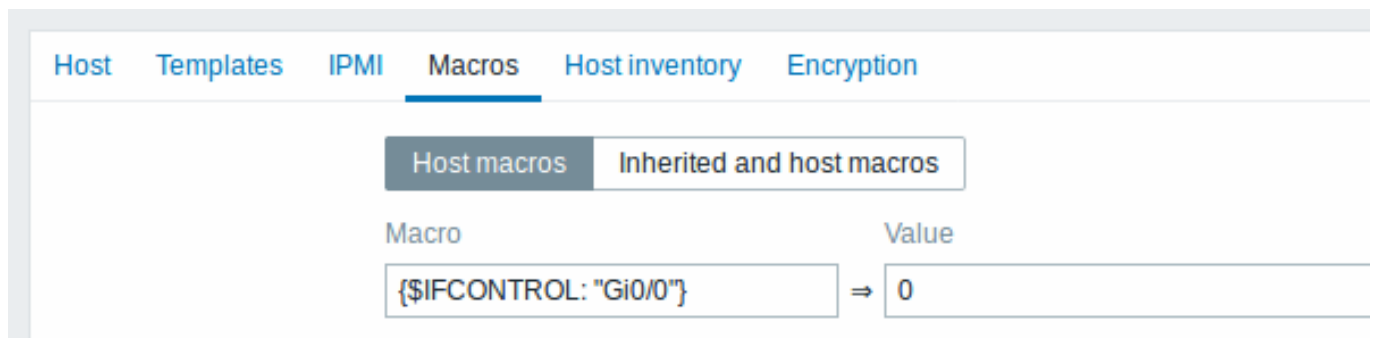 Host Templates IPMI Macros Host inventory Encryption
Host macros Inherited and host macros
Macro Value
{$IFCONTROL: "Gi0/0"} ⇒ 0